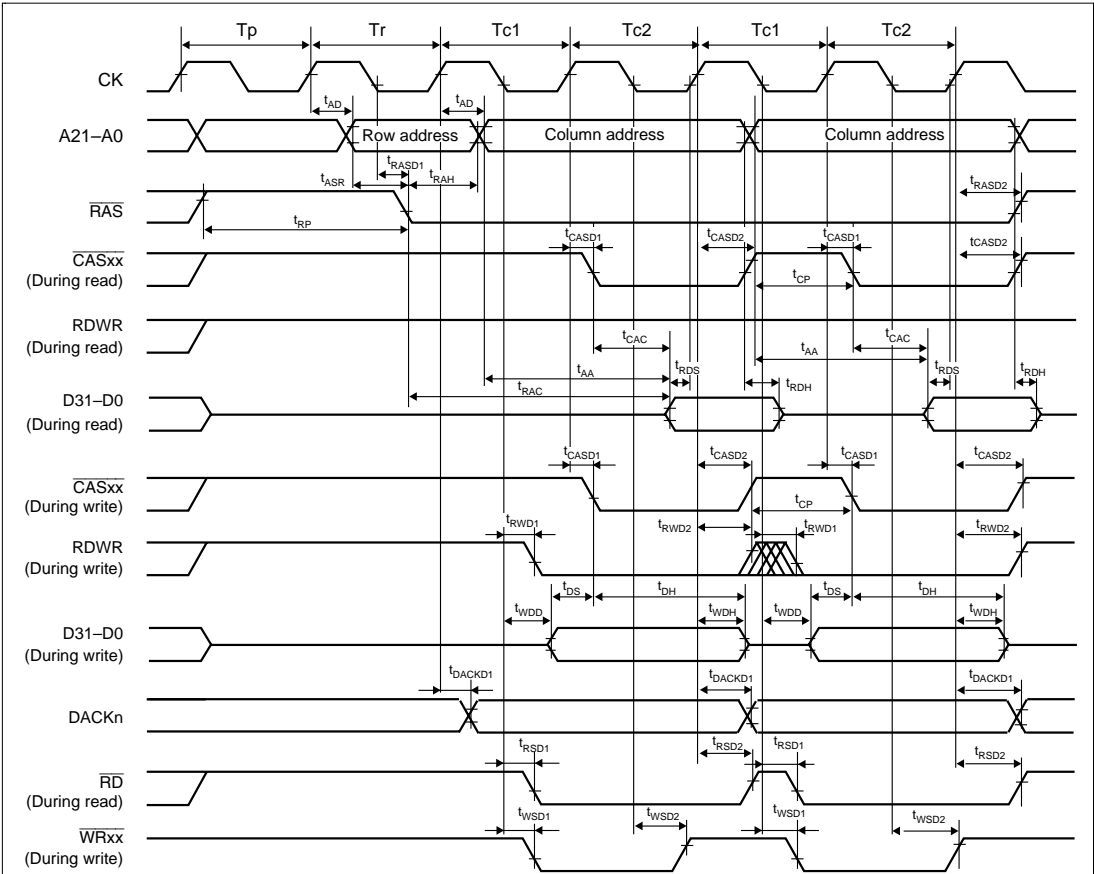 Tp Tr Tc1 Tc2 Tc1 Tc2
CK
tAD tAD tAD
A21–A0 Row address Column address Column address
tRASD1
tASR tRAH tRASD2
RAS
tRP
tCASD1 tCASD2 tCASD1 tCASD2
CASxx
(During read)
tCP
RDWR
(During read)
tCAC tCAC
tAA tRDS tAA tRDS
tRAC tRDH tRDH
D31–D0
(During read)
tCASD1 tCASD2 tCASD1 tCASD2
CASxx
(During write)
tCP
tRWD1 tRWD2 tRWD1 tRWD2
RDWR
(During write)
tDS tDH tDS tDH
tWDD tWDH tWDD tWDH
D31–D0
(During write)
tDACKD1 tDACKD1 tDACKD1
DACKn
tRSD1 tRSD2 tRSD1 tRSD2
RD
(During read)
tWSD1 tWSD2 tWSD1 tWSD2
WRxx
(During write)